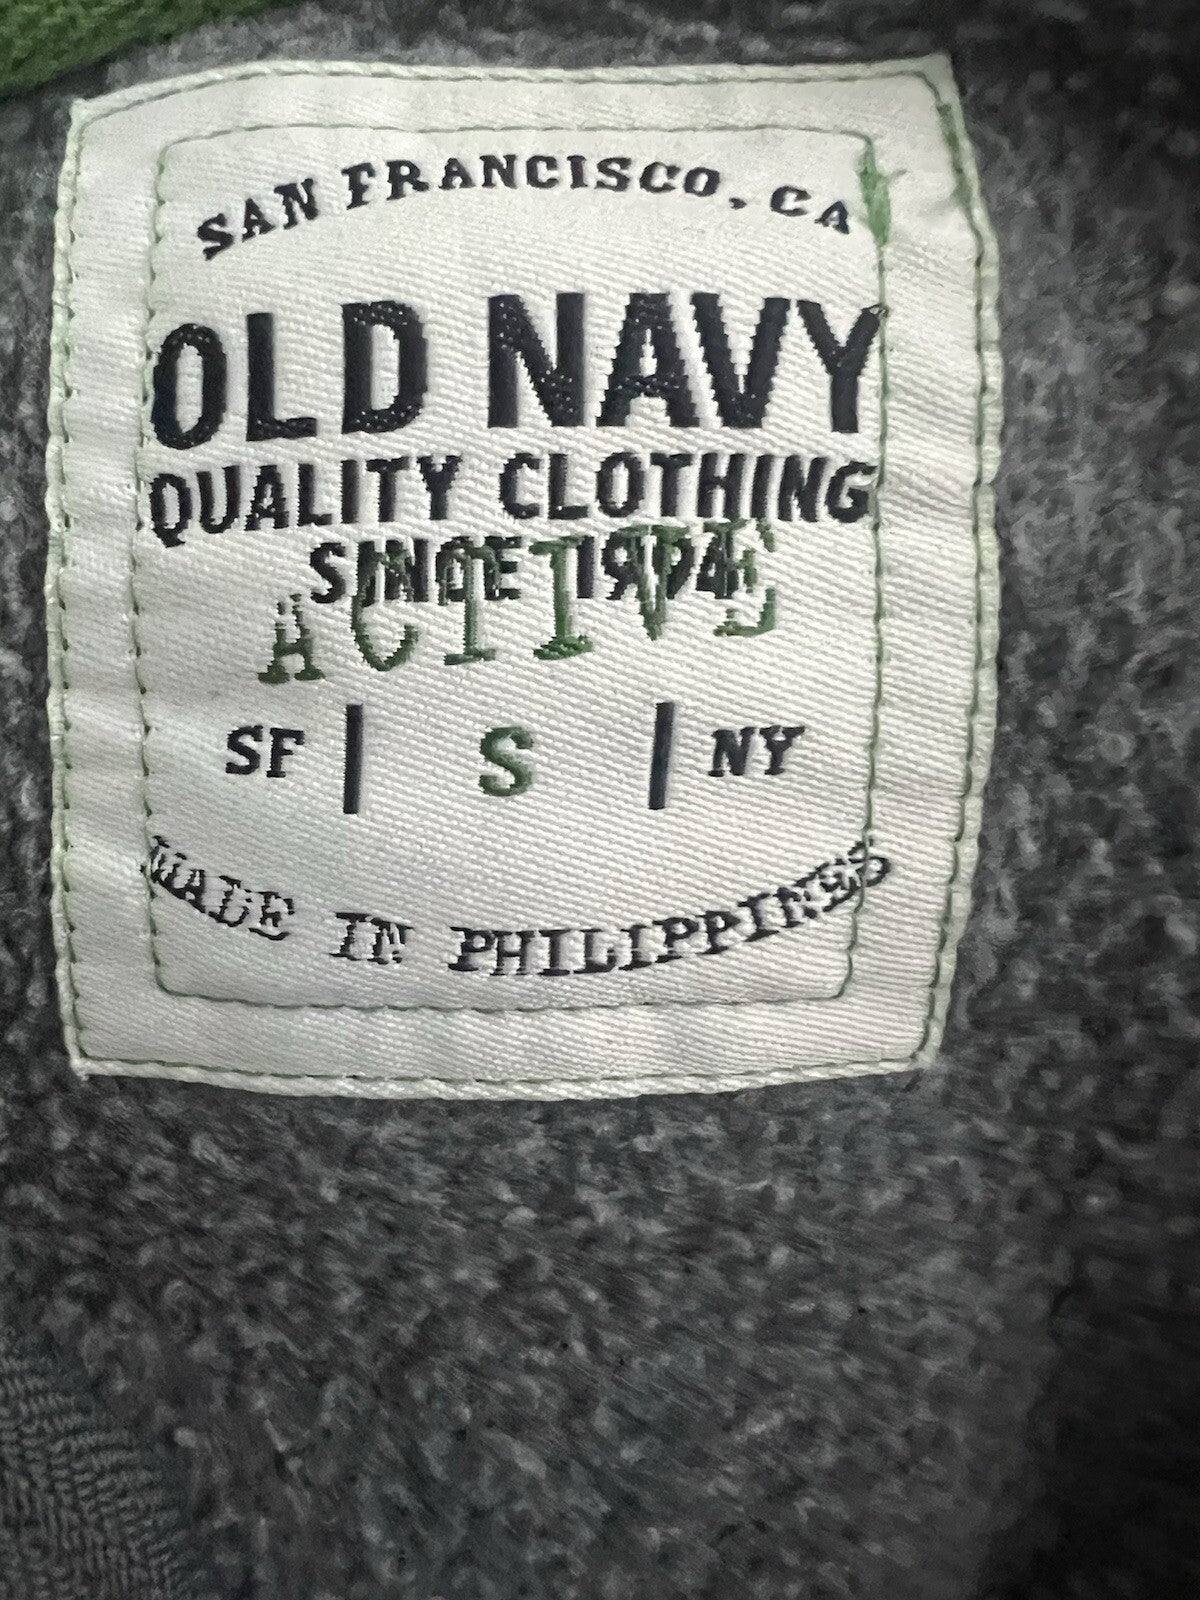 SAN FRANCISCO, CA
OLD NAVY
QUALITY CLOTHING
SINCE 1994
ACTIVE
SF | S | NY
MADE IN PHILIPPINES